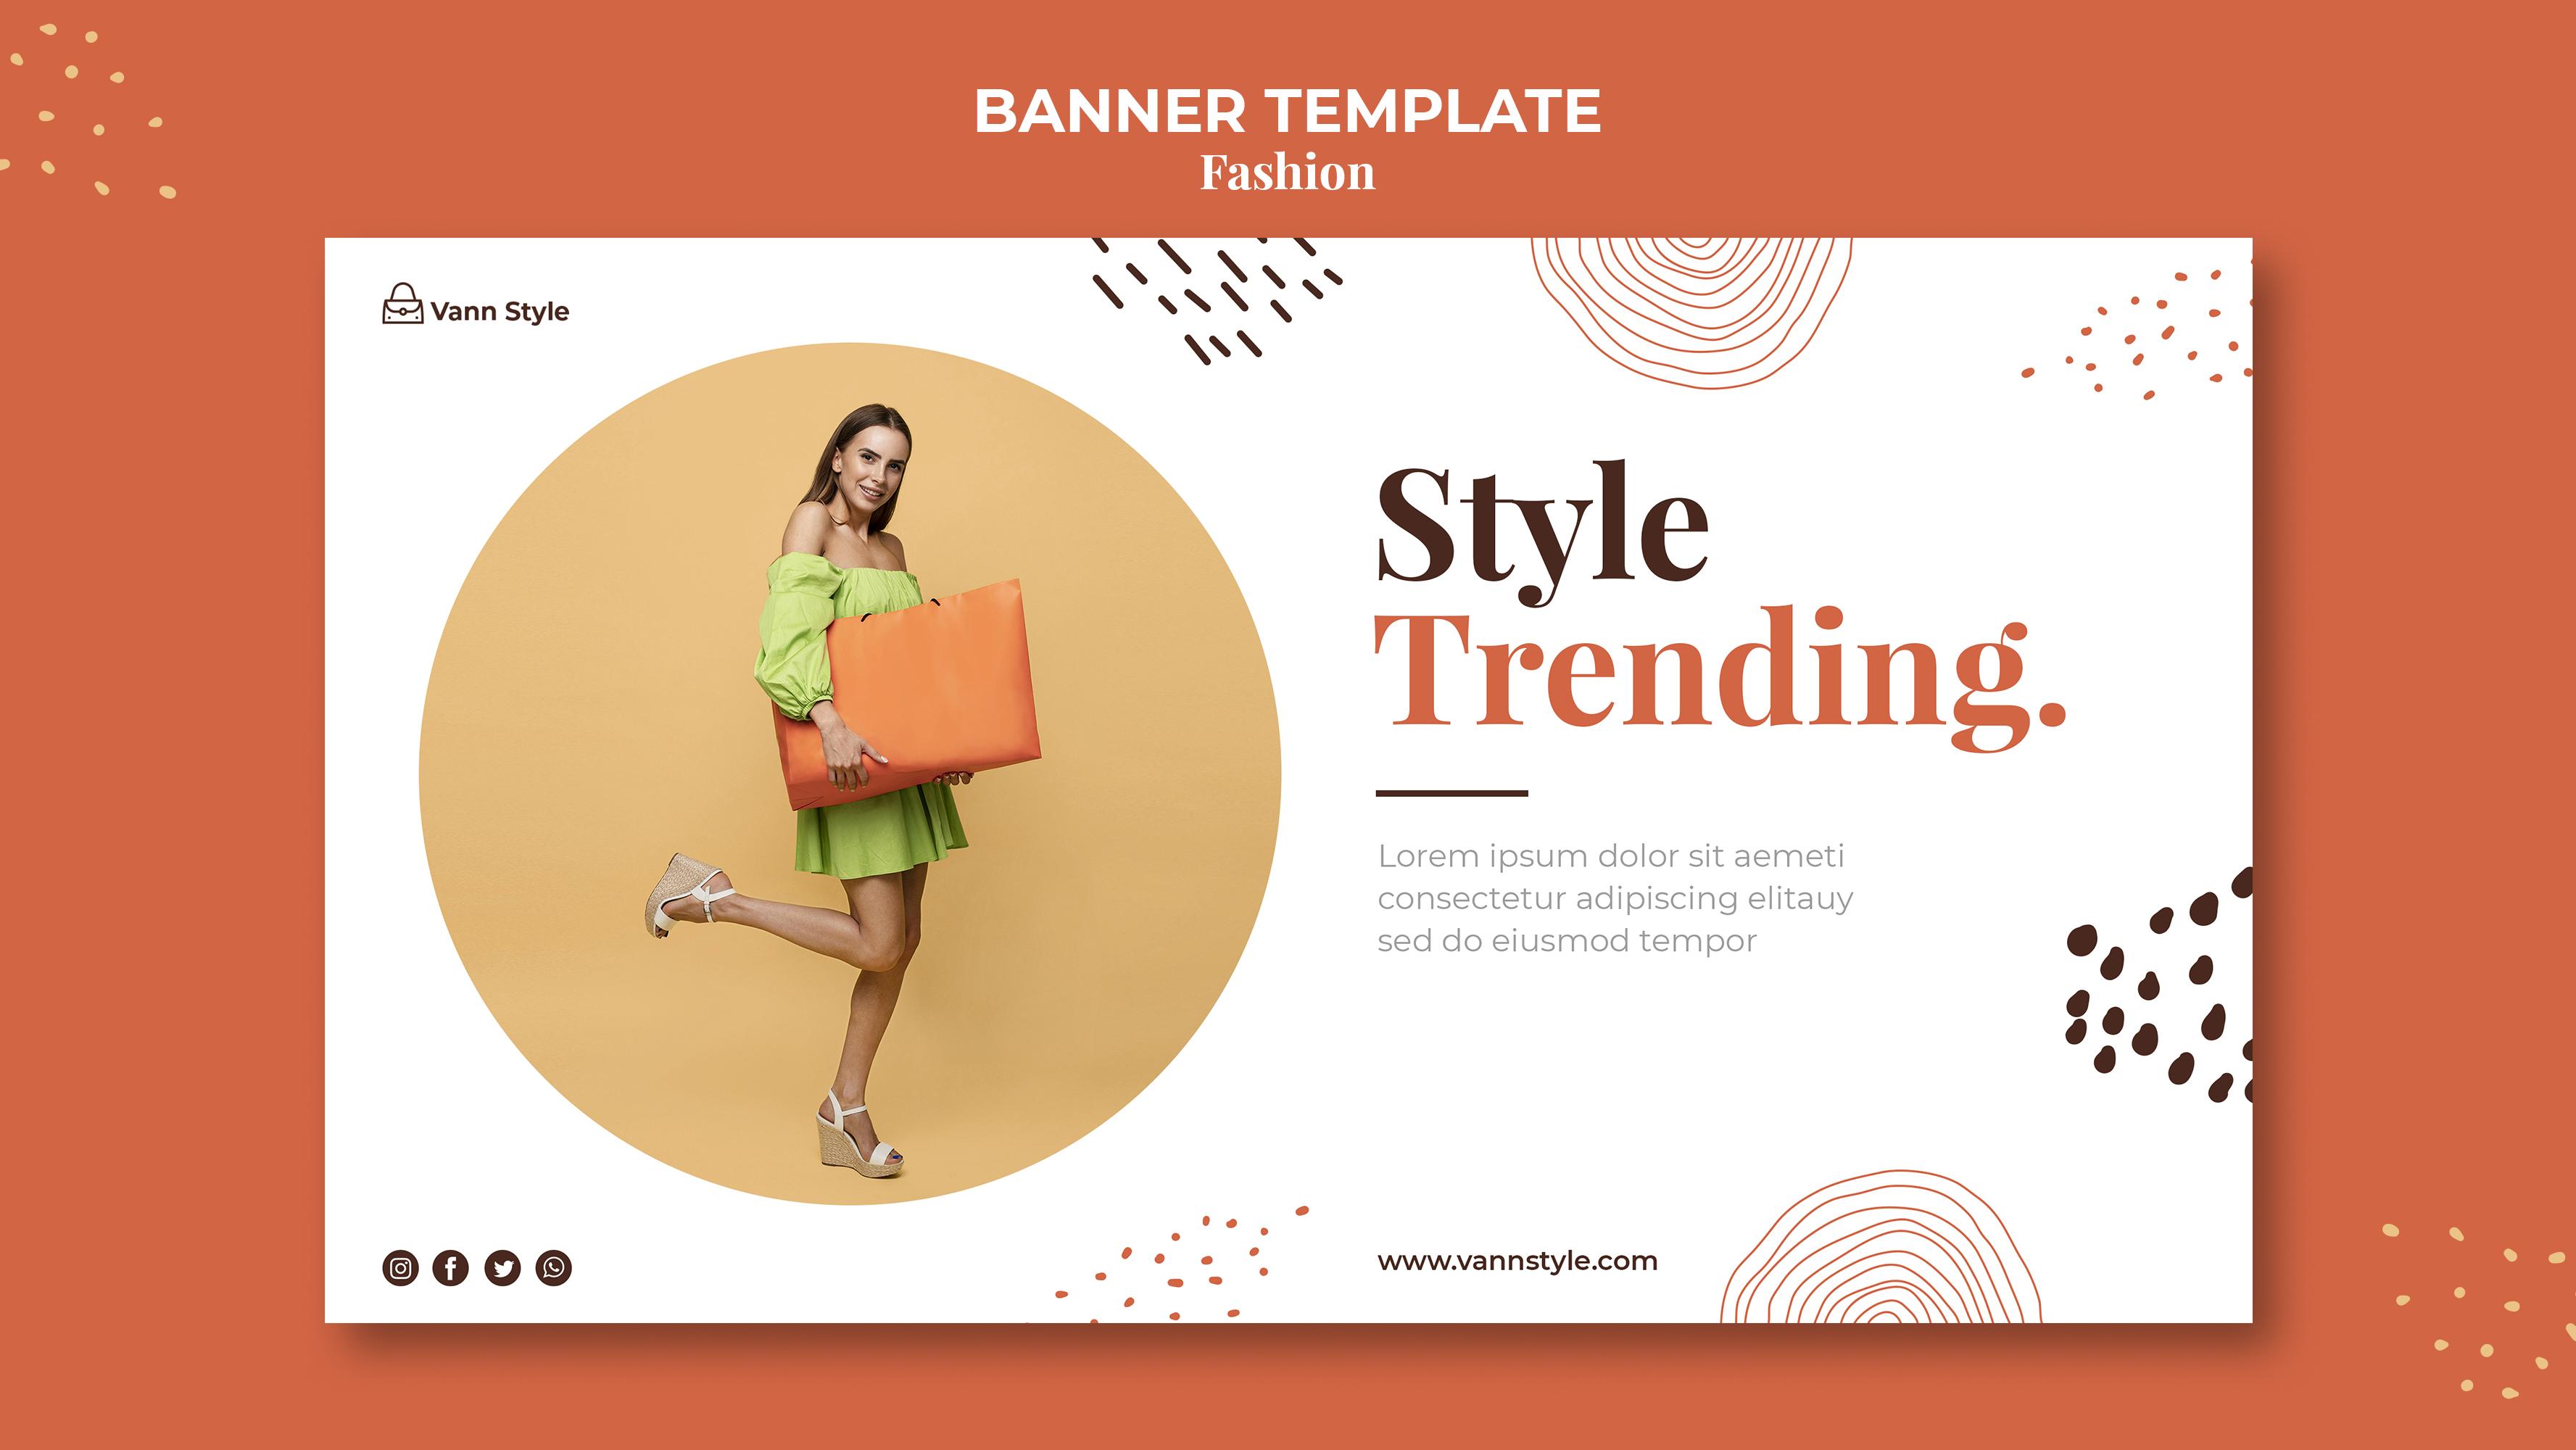 BANNER TEMPLATE
Fashion
Vann Style
Style
Trending.
Lorem ipsum dolor sit aemeti
consectetur adipiscing elitauy
sed do eiusmod tempor
www.vannstyle.com